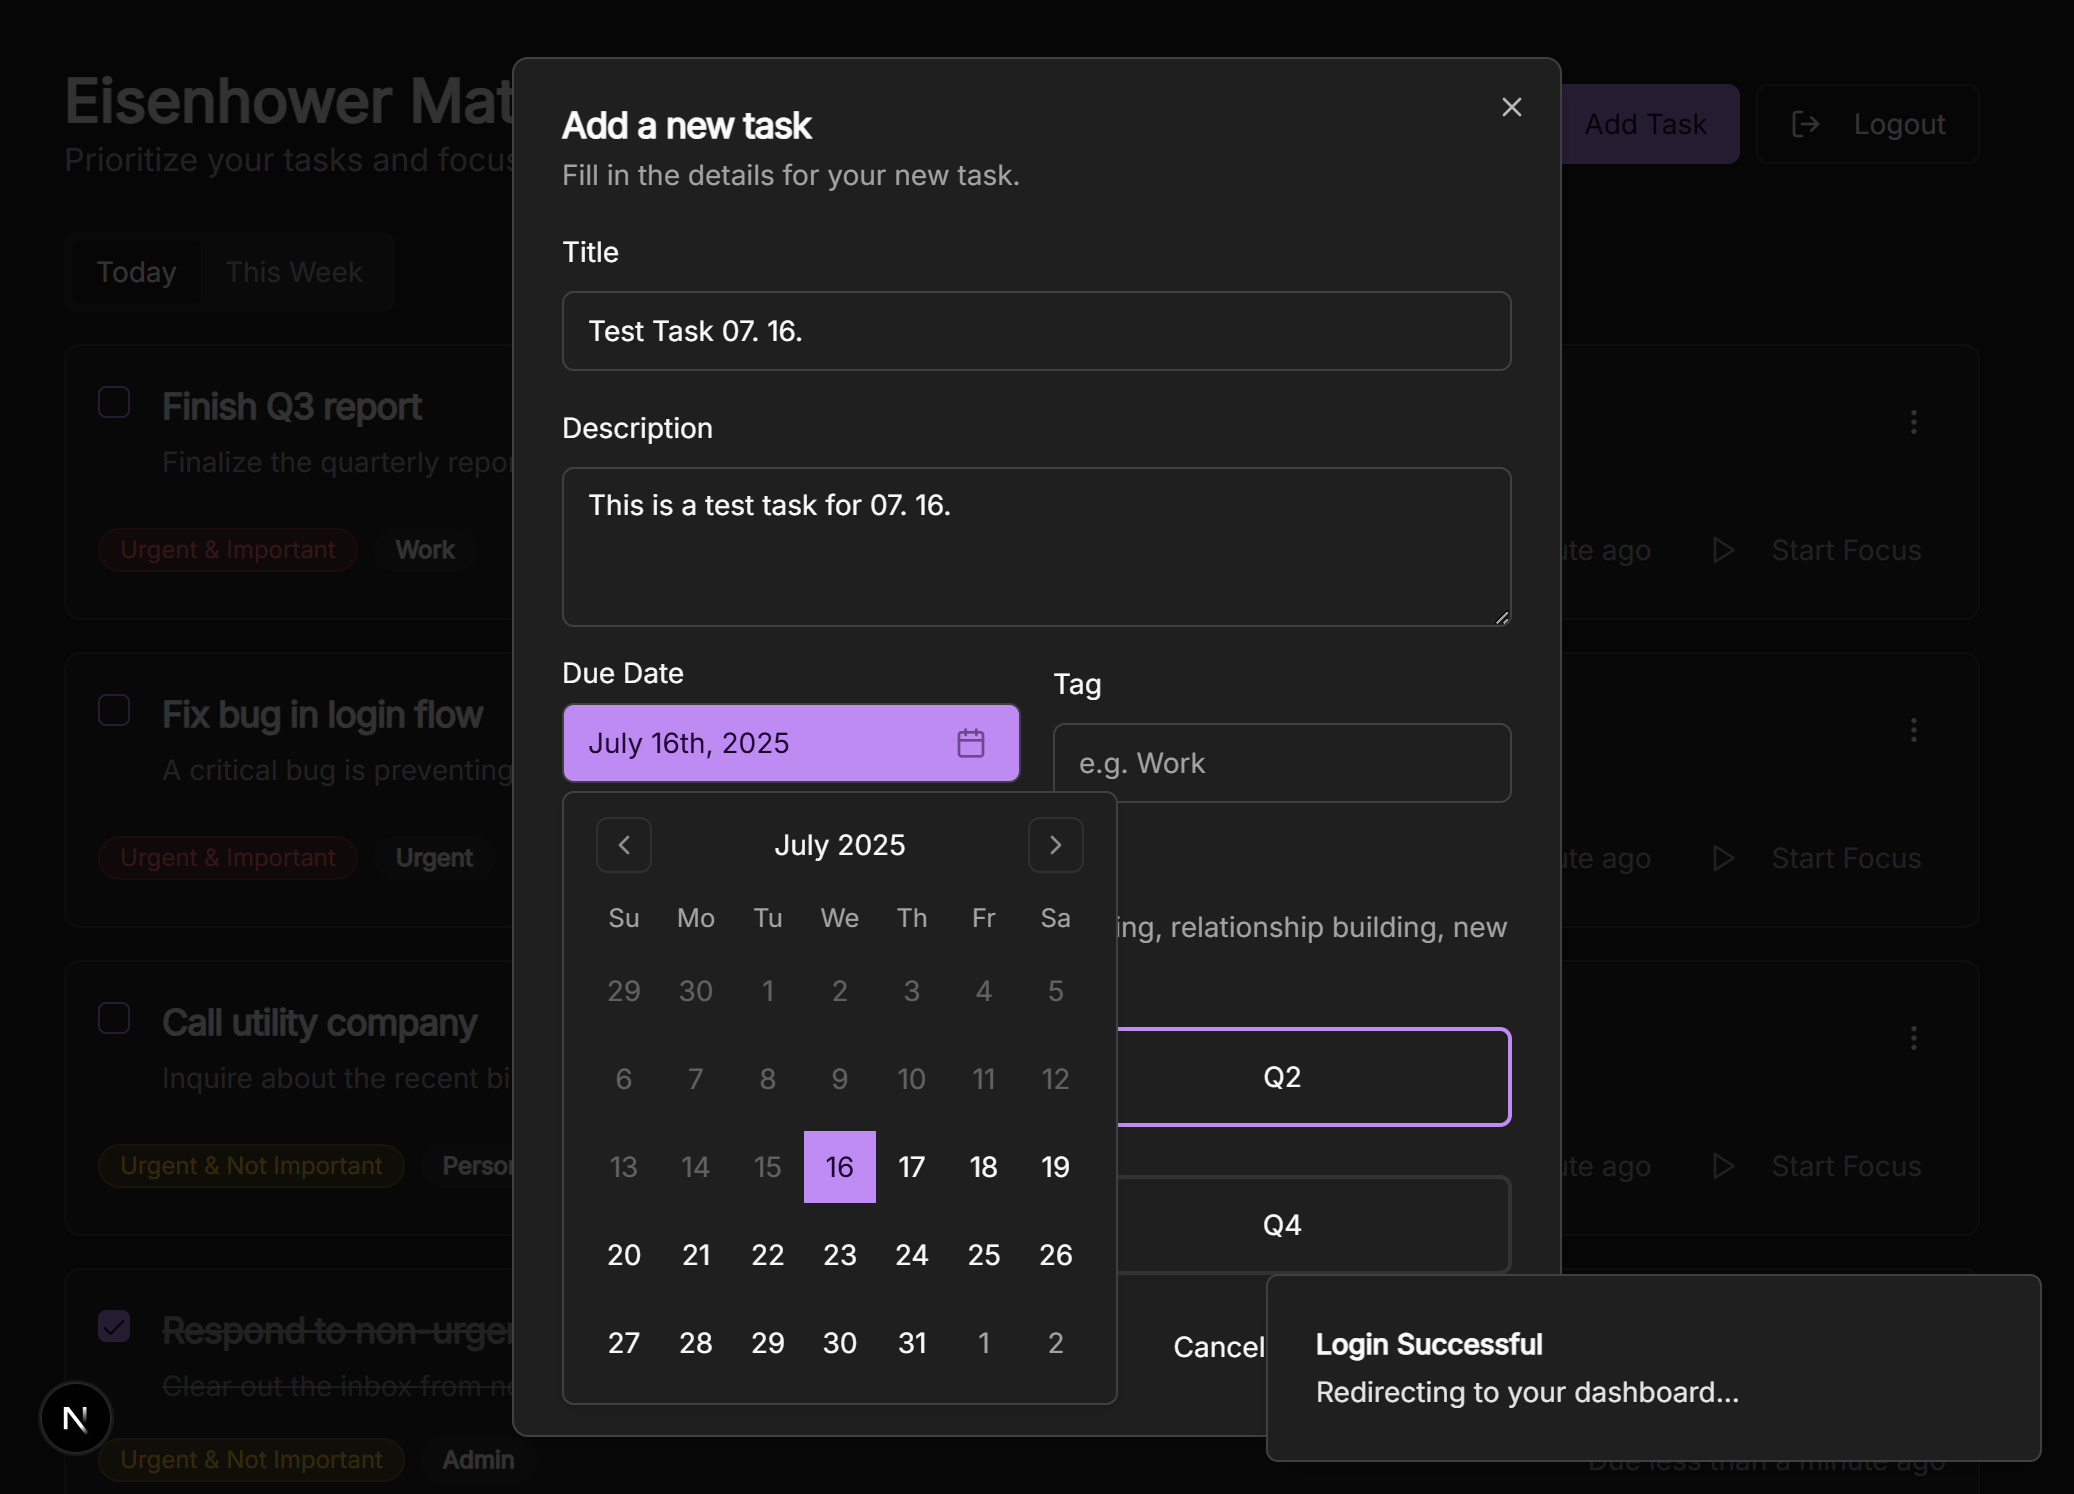 Eisenhower Mat
Prioritize your tasks and focus
Add Task
Logout
Today
This Week
Add a new task
Fill in the details for your new task.
Title
Test Task 07. 16.
Description
This is a test task for 07. 16.
Due Date
July 16th, 2025
Tag
e.g. Work
July 2025
Su Mo Tu We Th Fr Sa
29 30 1 2 3 4 5
6 7 8 9 10 11 12
13 14 15 16 17 18 19
20 21 22 23 24 25 26
27 28 29 30 31 1 2
ing, relationship building, new
Q2
Q4
Cancel
Login Successful
Redirecting to your dashboard...
Finish Q3 report
Finalize the quarterly repor
Urgent & Important
Work
ute ago
Start Focus
Fix bug in login flow
A critical bug is preventing
Urgent & Important
Urgent
ute ago
Start Focus
Call utility company
Inquire about the recent bi
Urgent & Not Important
Person
ute ago
Start Focus
Respond to non-urger
Clear out the inbox from no
Urgent & Not Important
Admin
Due less than a minute ago
N